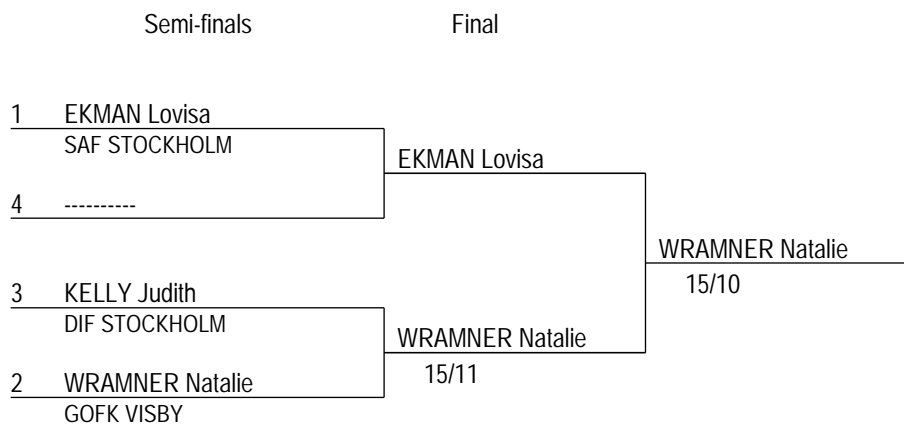 Semi-finals Final
1 EKMAN Lovisa
SAF STOCKHOLM
EKMAN Lovisa
4 ----------
WRAMNER Natalie
15/10
3 KELLY Judith
DIF STOCKHOLM
WRAMNER Natalie
15/11
2 WRAMNER Natalie
GOFK VISBY